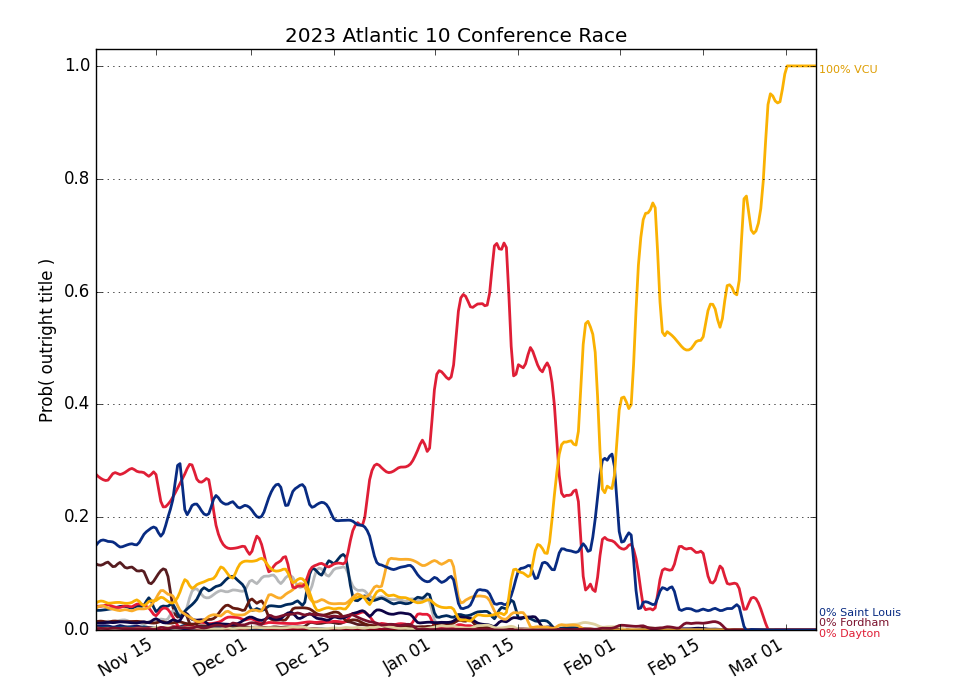 2023 Atlantic 10 Conference Race
Prob( outright title )
1.0
0.8
0.6
0.4
0.2
0.0
Nov 15
Dec 01
Dec 15
Jan 01
Jan 15
Feb 01
Feb 15
Mar 01
100% VCU
0% Saint Louis
0% Fordham
0% Dayton